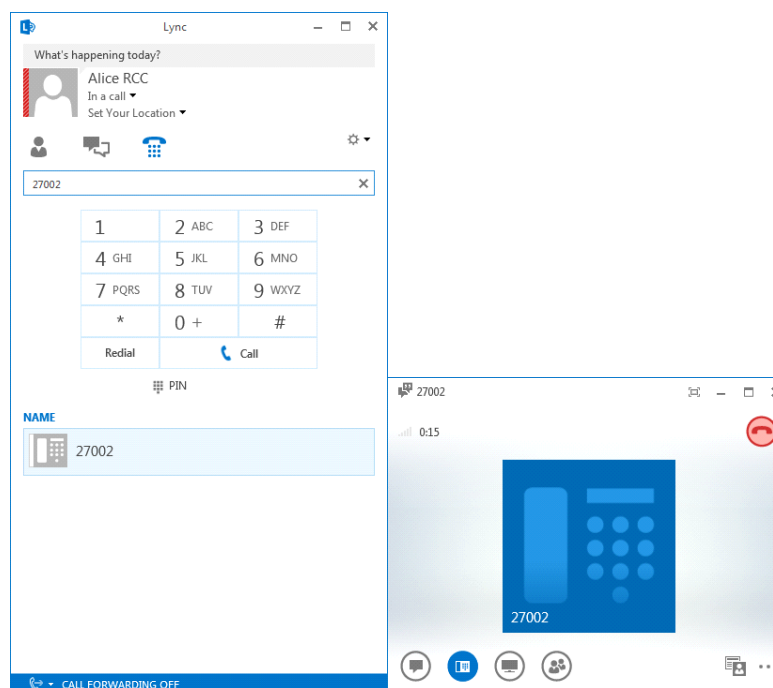 Lync
What's happening today?
Alice RCC
In a call
Set Your Location
27002
1
2 ABC
3 DEF
4 GHI
5 JKL
6 MNO
7 PQRS
8 TUV
9 WXYZ
*
0 +
#
Redial
Call
PIN
NAME
27002
CALL FORWARDING OFF
27002
0:15
27002